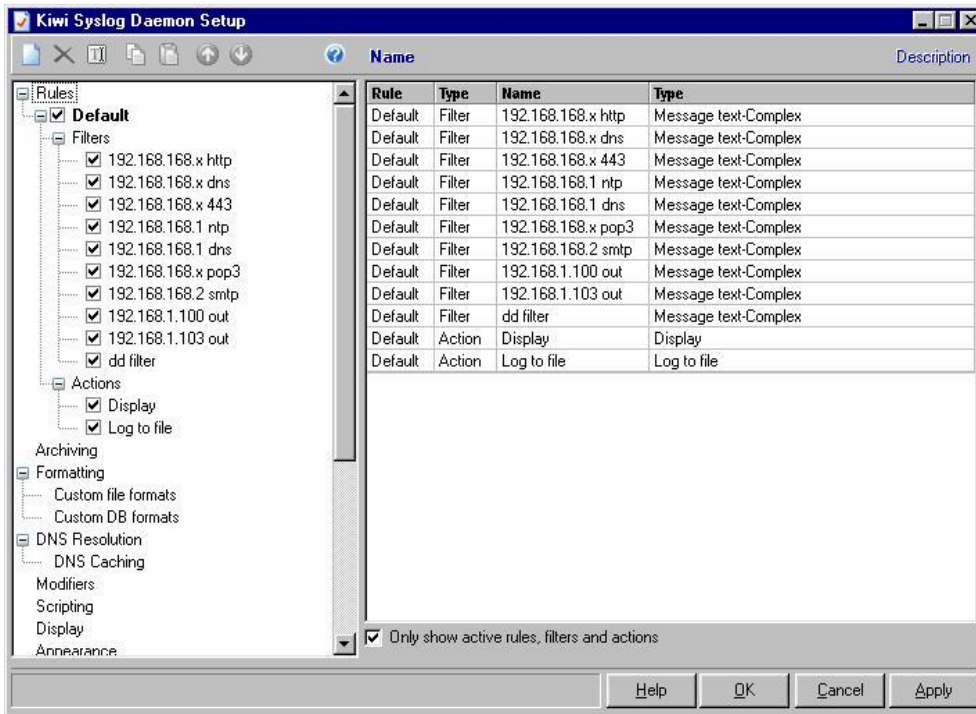 Kiwi Syslog Daemon Setup
Name Description
Rules
Default
Filters
192.168.168.x http
192.168.168.x dns
192.168.168.x 443
192.168.168.1 ntp
192.168.168.1 dns
192.168.168.x pop3
192.168.168.2 smtp
192.168.1.100 out
192.168.1.103 out
dd filter
Actions
Display
Log to file
Archiving
Formatting
Custom file formats
Custom DB formats
DNS Resolution
DNS Caching
Modifiers
Scripting
Display
Appearance
Rule Type Name Type
Default Filter 192.168.168.x http Message text-Complex
Default Filter 192.168.168.x dns Message text-Complex
Default Filter 192.168.168.x 443 Message text-Complex
Default Filter 192.168.168.1 ntp Message text-Complex
Default Filter 192.168.168.1 dns Message text-Complex
Default Filter 192.168.168.x pop3 Message text-Complex
Default Filter 192.168.168.2 smtp Message text-Complex
Default Filter 192.168.1.100 out Message text-Complex
Default Filter 192.168.1.103 out Message text-Complex
Default Filter dd filter Message text-Complex
Default Action Display Display
Default Action Log to file Log to file
Only show active rules, filters and actions
Help OK Cancel Apply